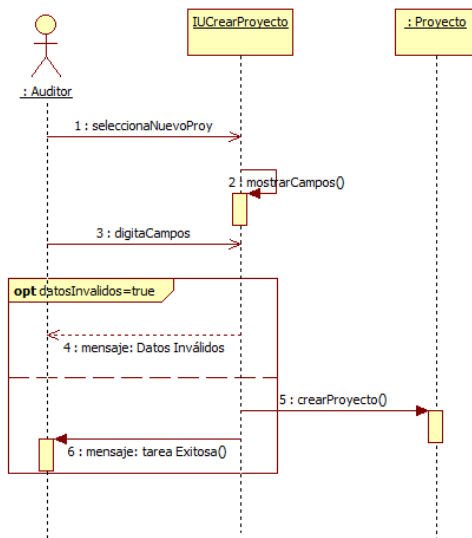 IUCrearProyecto
: Proyecto
: Auditor
1 : seleccionaNuevoProy
2 : mostrarCampos()
3 : digitaCampos
opt datosInvalidos=true
4 : mensaje: Datos Inválidos
5 : crearProyecto()
6 : mensaje: tarea Exitosa()